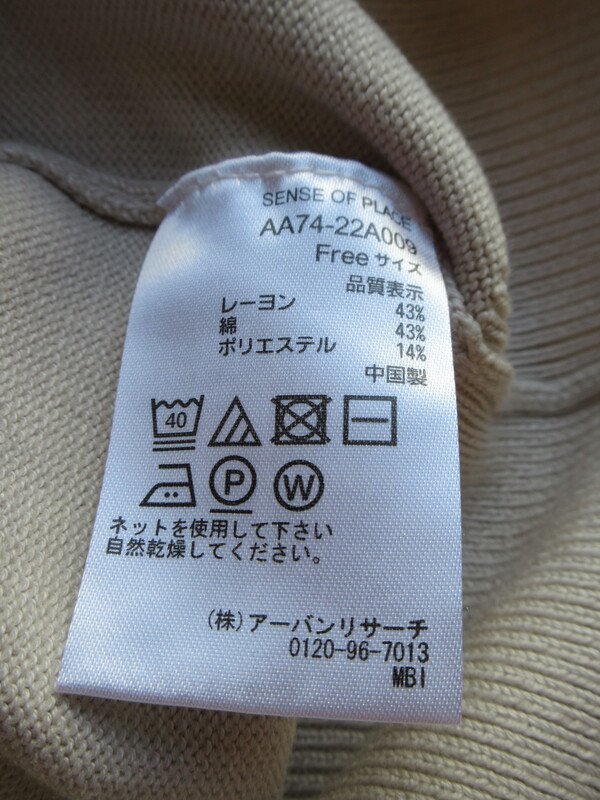 SENSE OF PLACE
AA74-22A009
Freeサイズ
品質表示
レーヨン 43%
綿 43%
ポリエステル 14%
中国製
40
P W
ネットを使用して下さい
自然乾燥してください。
(株)アーバンリサーチ
0120-96-7013
MBI